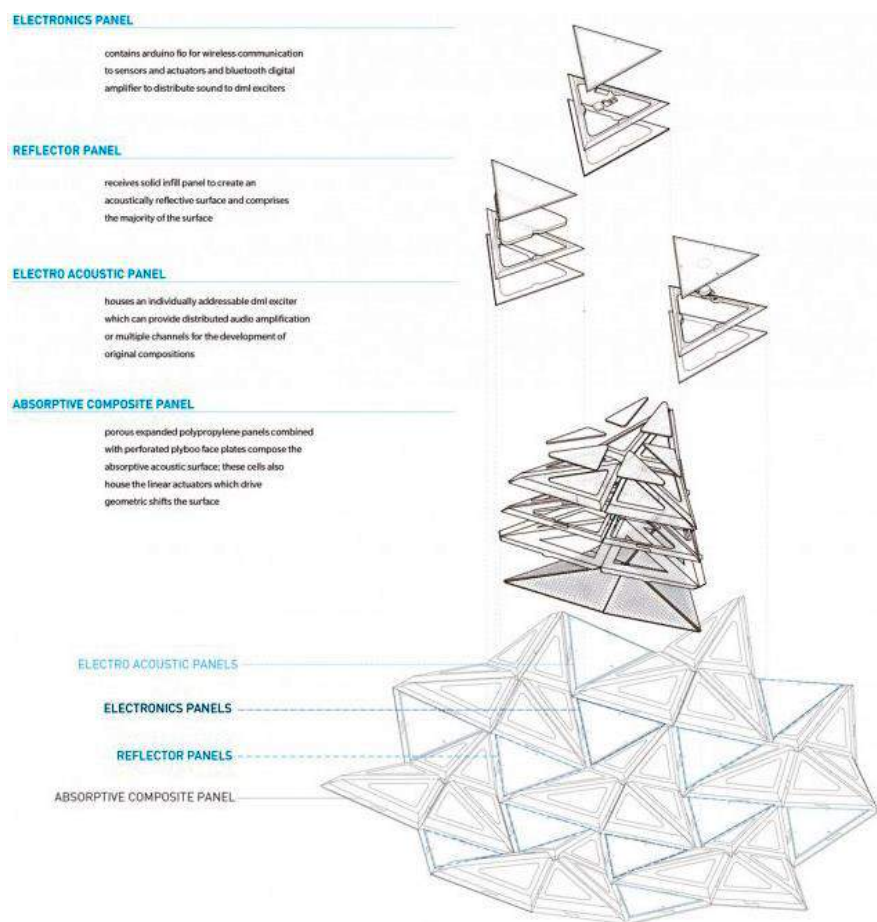 ELECTRONICS PANEL
contains arduino fio for wireless communication
to sensors and actuators and bluetooth digital
amplifier to distribute sound to dml exciters
REFLECTOR PANEL
receives solid infill panel to create an
acoustically reflective surface and comprises
the majority of the surface
ELECTRO ACOUSTIC PANEL
houses an individually addressable dml exciter
which can provide distributed audio amplification
or multiple channels for the development of
original compositions
ABSORPTIVE COMPOSITE PANEL
porous expanded polypropylene panels combined
with perforated plyboo face plates compose the
absorptive acoustic surface; these cells also
house the linear actuators which drive
geometric shifts the surface
ELECTRO ACOUSTIC PANELS
ELECTRONICS PANELS
REFLECTOR PANELS
ABSORPTIVE COMPOSITE PANEL